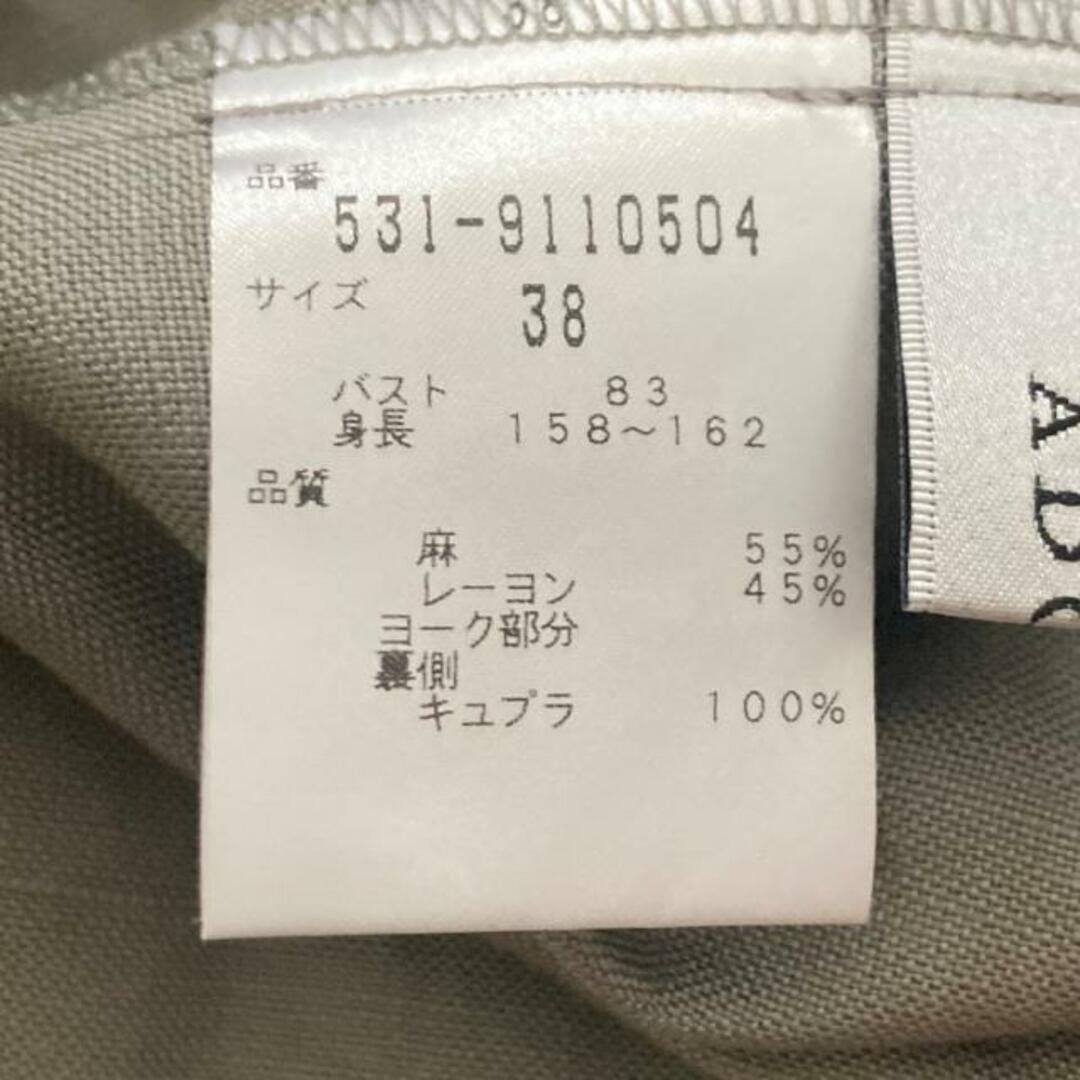 品番
531-9110504
サイズ 38
バスト 83
身長 158～162
品質
麻 55%
レーヨン 45%
ヨーク部分
裏側
キュプラ 100%